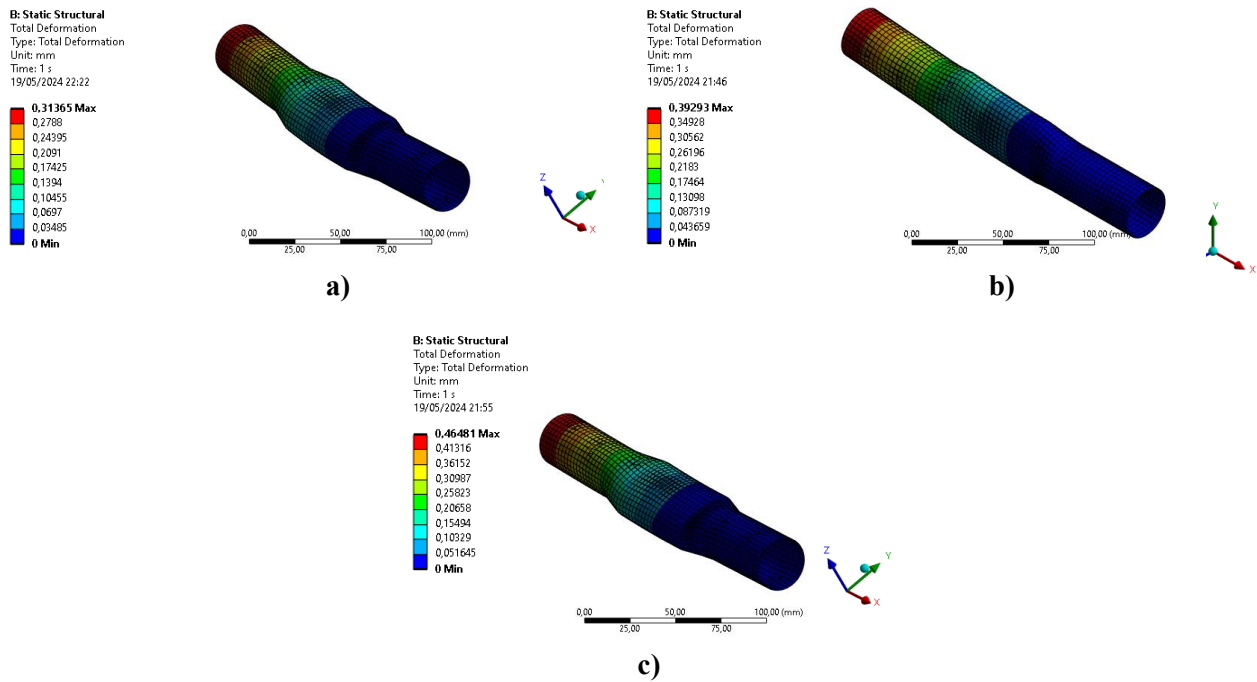 B: Static Structural
Total Deformation
Type: Total Deformation
Unit: mm
Time: 1 s
19/05/2024 22:22
0,31365 Max
0,2788
0,24395
0,2091
0,17425
0,1394
0,10455
0,0697
0,03485
0 Min
Z
Y
X
0,00 50,00 100,00 (mm)
25,00 75,00
a)
B: Static Structural
Total Deformation
Type: Total Deformation
Unit: mm
Time: 1 s
19/05/2024 21:46
0,39293 Max
0,34928
0,30562
0,26196
0,2183
0,17464
0,13098
0,087319
0,043659
0 Min
Y
X
0,00 50,00 100,00 (mm)
25,00 75,00
b)
B: Static Structural
Total Deformation
Type: Total Deformation
Unit: mm
Time: 1 s
19/05/2024 21:55
0,46481 Max
0,41316
0,36152
0,30987
0,25823
0,20658
0,15494
0,10329
0,051645
0 Min
Z
Y
X
0,00 50,00 100,00 (mm)
25,00 75,00
c)